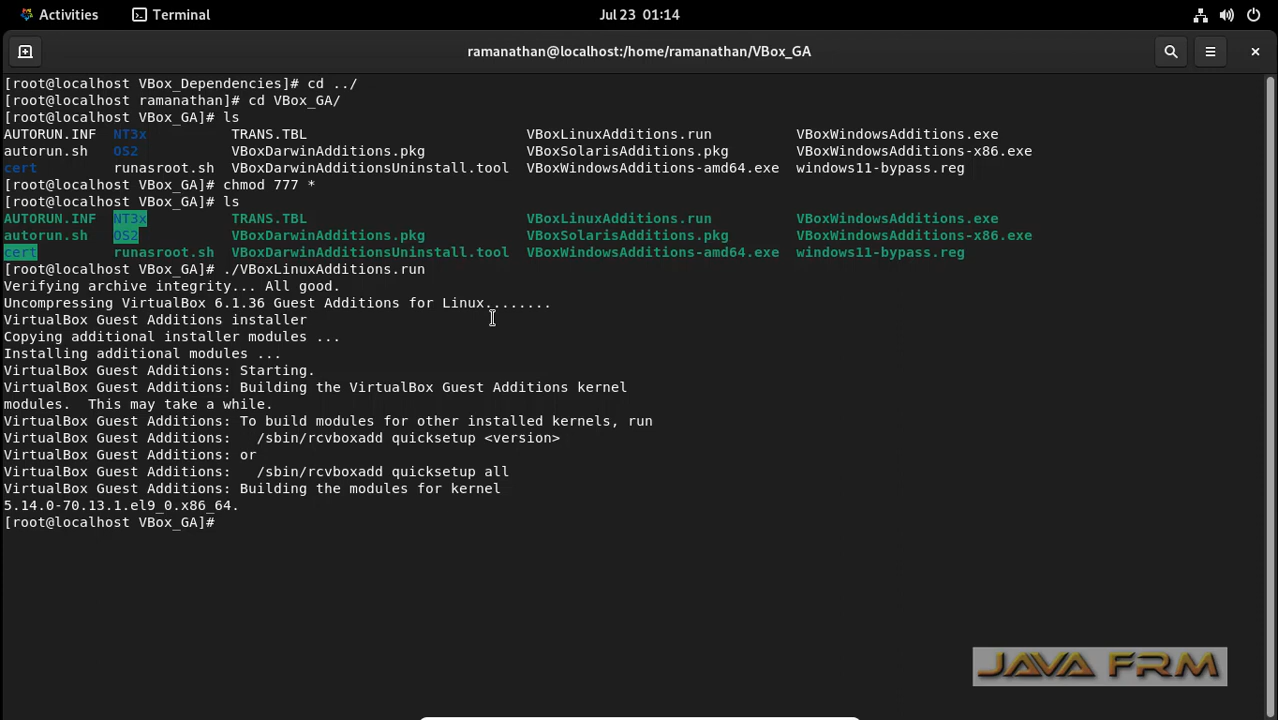 Activities Terminal Jul 23 01:14
ramanathan@localhost:/home/ramanathan/VBox_GA
[root@localhost VBox_Dependencies]# cd ../
[root@localhost ramanathan]# cd VBox_GA/
[root@localhost VBox_GA]# ls
AUTORUN.INF NT3x TRANS.TBL VBoxLinuxAdditions.run VBoxWindowsAdditions.exe
autorun.sh OS2 VBoxDarwinAdditions.pkg VBoxSolarisAdditions.pkg VBoxWindowsAdditions-x86.exe
cert runasroot.sh VBoxDarwinAdditionsUninstall.tool VBoxWindowsAdditions-amd64.exe windows11-bypass.reg
[root@localhost VBox_GA]# chmod 777 *
[root@localhost VBox_GA]# ls
AUTORUN.INF NT3x TRANS.TBL VBoxLinuxAdditions.run VBoxWindowsAdditions.exe
autorun.sh OS2 VBoxDarwinAdditions.pkg VBoxSolarisAdditions.pkg VBoxWindowsAdditions-x86.exe
cert runasroot.sh VBoxDarwinAdditionsUninstall.tool VBoxWindowsAdditions-amd64.exe windows11-bypass.reg
[root@localhost VBox_GA]# ./VBoxLinuxAdditions.run
Verifying archive integrity... All good.
Uncompressing VirtualBox 6.1.36 Guest Additions for Linux........
VirtualBox Guest Additions installer
Copying additional installer modules ...
Installing additional modules ...
VirtualBox Guest Additions: Starting.
VirtualBox Guest Additions: Building the VirtualBox Guest Additions kernel
modules.  This may take a while.
VirtualBox Guest Additions: To build modules for other installed kernels, run
VirtualBox Guest Additions:   /sbin/rcvboxadd quicksetup <version>
VirtualBox Guest Additions: or
VirtualBox Guest Additions:   /sbin/rcvboxadd quicksetup all
VirtualBox Guest Additions: Building the modules for kernel
5.14.0-70.13.1.el9_0.x86_64.
[root@localhost VBox_GA]#
JAVA FRM